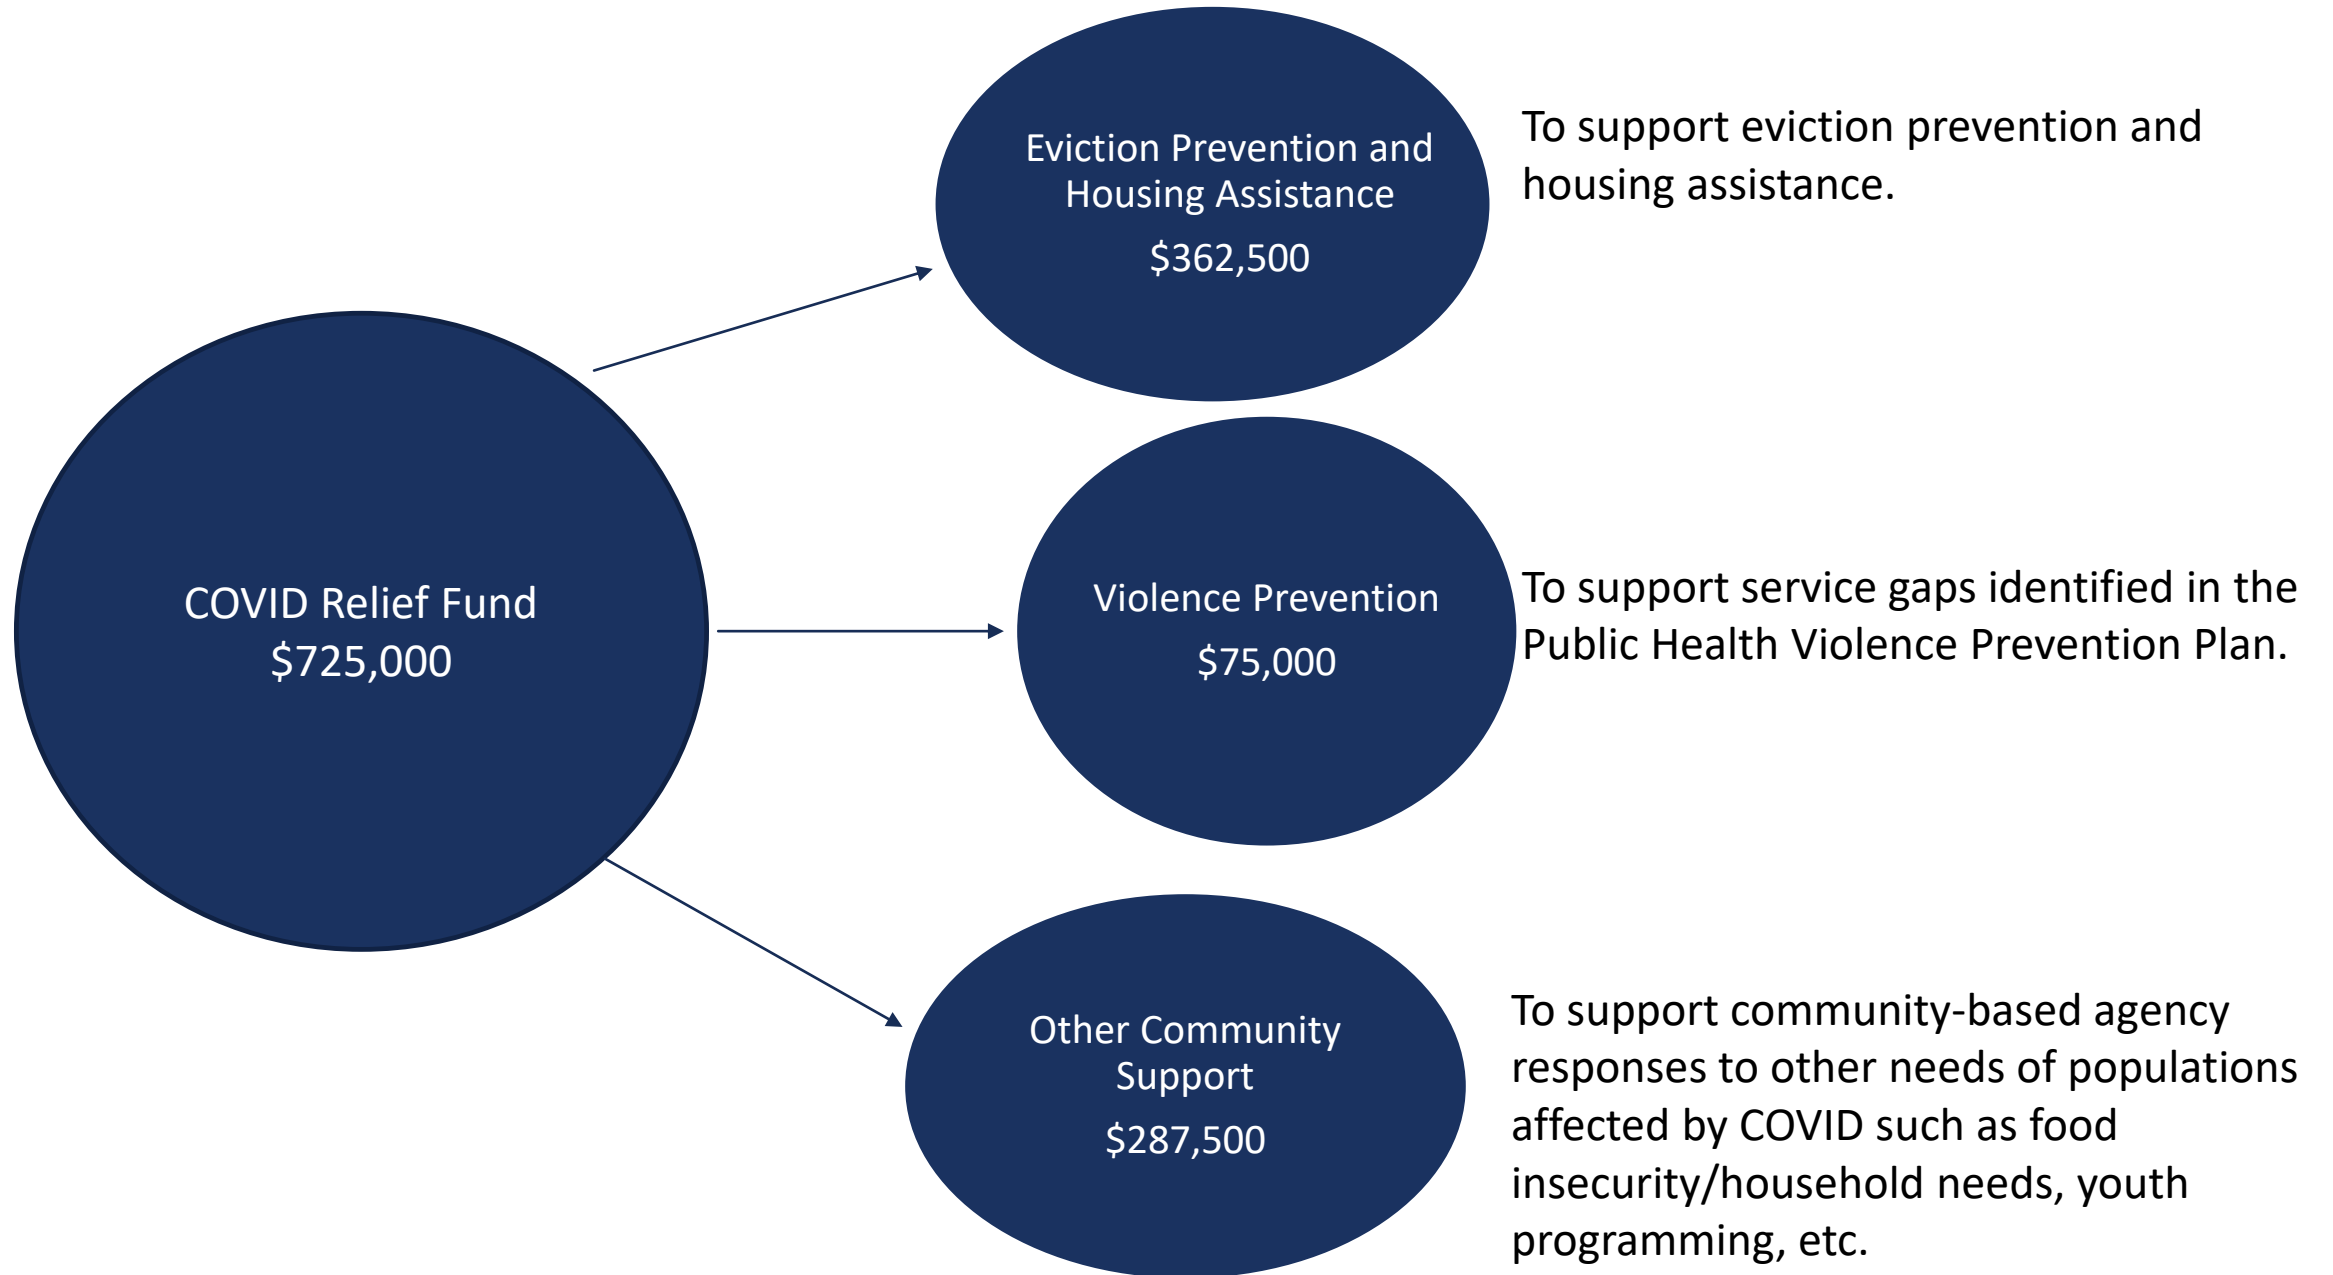 Eviction Prevention and
Housing Assistance
$362,500
To support eviction prevention and
housing assistance.
COVID Relief Fund
$725,000
Violence Prevention
$75,000
To support service gaps identified in the
Public Health Violence Prevention Plan.
Other Community
Support
$287,500
To support community-based agency
responses to other needs of populations
affected by COVID such as food
insecurity/household needs, youth
programming, etc.